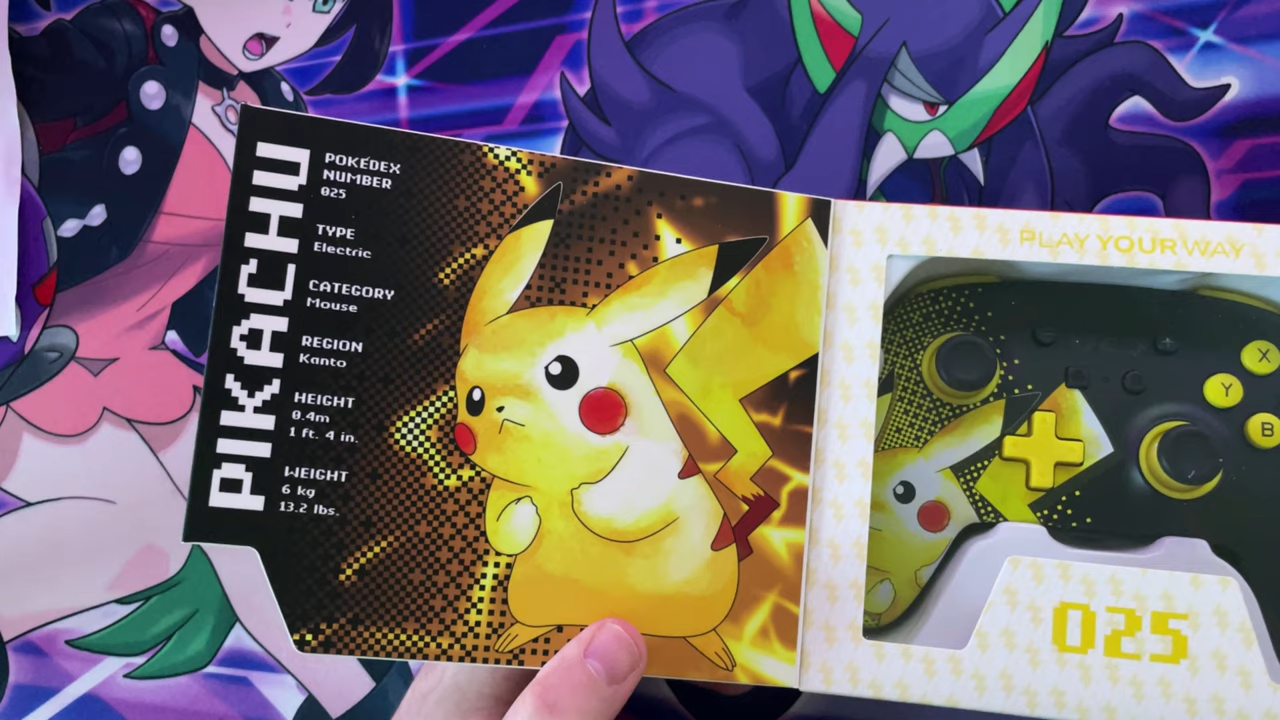 PIKACHU
POKÉDEX
NUMBER
025
TYPE
Electric
CATEGORY
Mouse
REGION
Kanto
HEIGHT
0.4m
1 ft. 4 in.
WEIGHT
6 kg
13.2 lbs.
PLAY YOUR WAY
X
Y
B
025